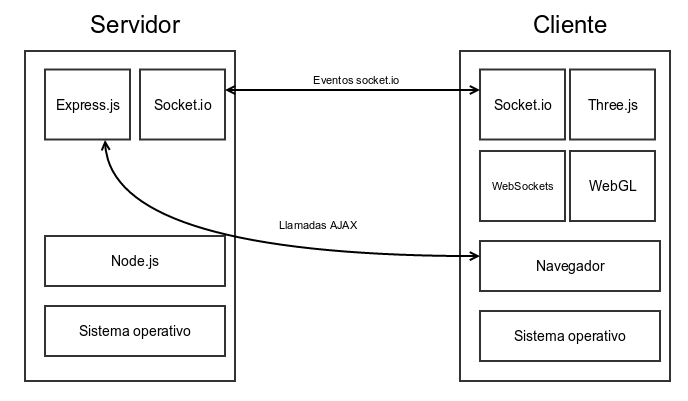 Servidor
Cliente
Eventos socket.io
Express.js
Socket.io
Socket.io
Three.js
WebSockets
WebGL
Llamadas AJAX
Node.js
Navegador
Sistema operativo
Sistema operativo